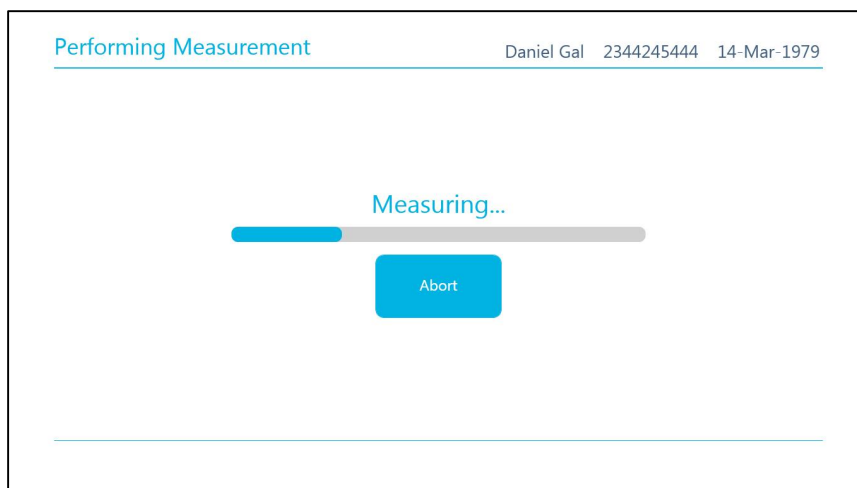 Performing Measurement Daniel Gal 2344245444 14-Mar-1979
Measuring...
Abort